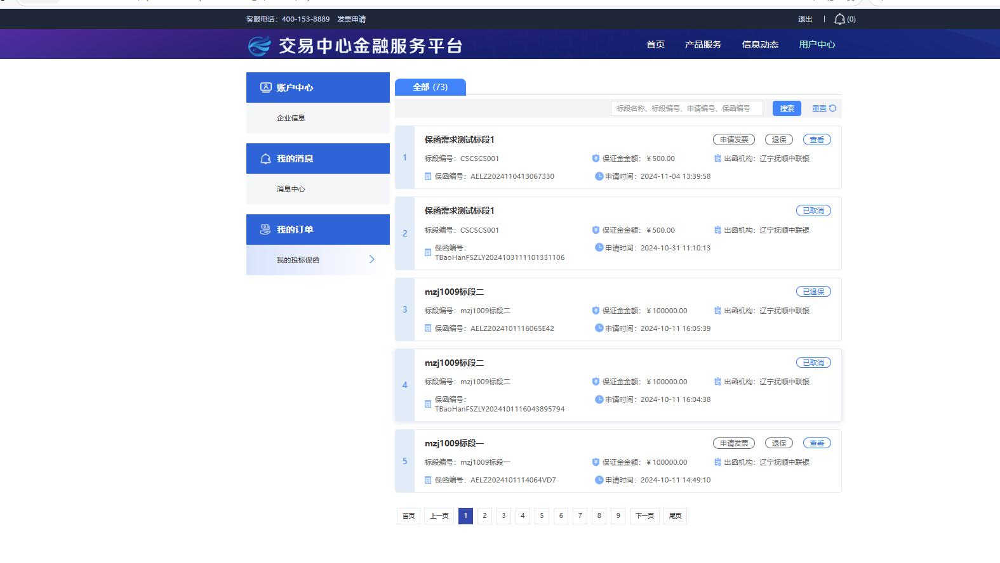 客服电话：400-153-8889 发票申请 退出 | (0)
交易中心金融服务平台 首页 产品服务 信息动态 用户中心
账户中心
企业信息
我的消息
消息中心
我的订单
我的投标保函
全部 (73)
标段名称、标段编号、申请编号、保函编号 搜索 重置
1
保函需求测试标段1 申请发票 退保 查看
标段编号：CSCSCS001 保证金金额：￥500.00 出函机构：辽宁抚顺中联银
保函编号：AELZ2024110413067330 申请时间：2024-11-04 13:39:58
2
保函需求测试标段1 已取消
标段编号：CSCSCS001 保证金金额：￥500.00 出函机构：辽宁抚顺中联银
保函编号： 申请时间：2024-10-31 11:10:13
TBaoHanFSZLY2024103111101331106
3
mzj1009标段二 已退保
标段编号：mzj1009标段二 保证金金额：￥100000.00 出函机构：辽宁抚顺中联银
保函编号：AELZ2024101116065E42 申请时间：2024-10-11 16:05:39
4
mzj1009标段二 已取消
标段编号：mzj1009标段二 保证金金额：￥100000.00 出函机构：辽宁抚顺中联银
保函编号： 申请时间：2024-10-11 16:04:38
TBaoHanFSZLY2024101116043895794
5
mzj1009标段一 申请发票 退保 查看
标段编号：mzj1009标段一 保证金金额：￥100000.00 出函机构：辽宁抚顺中联银
保函编号：AELZ2024101114064VD7 申请时间：2024-10-11 14:49:10
首页 上一页 1 2 3 4 5 6 7 8 9 下一页 尾页